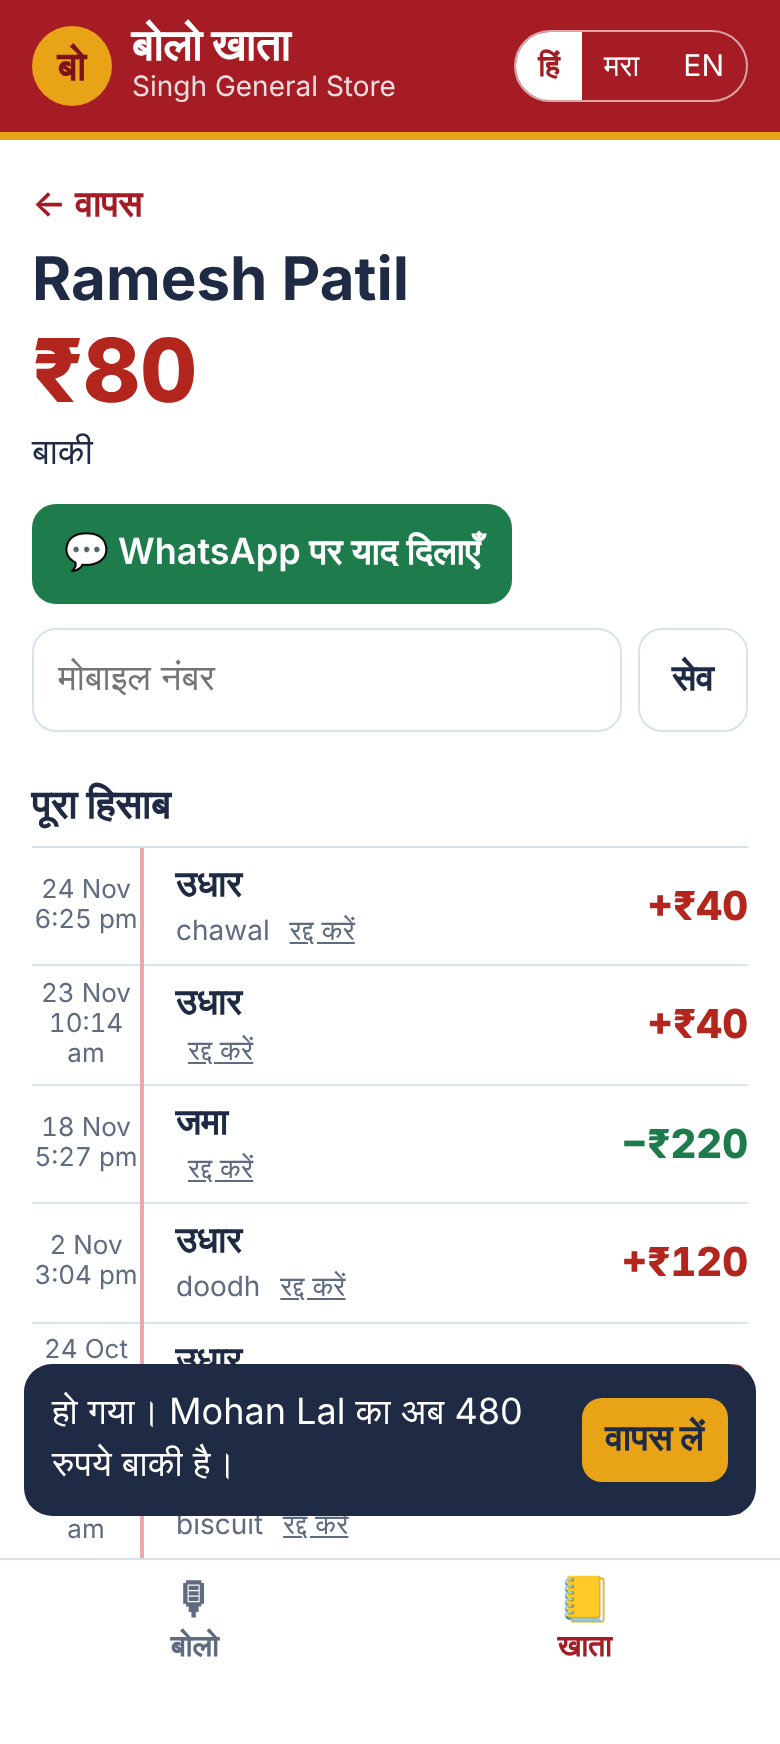 बो
बोलो खाता
Singh General Store
हिं मरा EN
← वापस
Ramesh Patil
₹80
बाकी
💬 WhatsApp पर याद दिलाएँ
मोबाइल नंबर
सेव
पूरा हिसाब
24 Nov
6:25 pm
उधार
chawal रद्द करें
+₹40
23 Nov
10:14
am
उधार
रद्द करें
+₹40
18 Nov
5:27 pm
जमा
रद्द करें
−₹220
2 Nov
3:04 pm
उधार
doodh रद्द करें
+₹120
24 Oct
उधार
हो गया। Mohan Lal का अब 480
रुपये बाकी है।
वापस लें
am
biscuit रद्द करें
बोलो
खाता